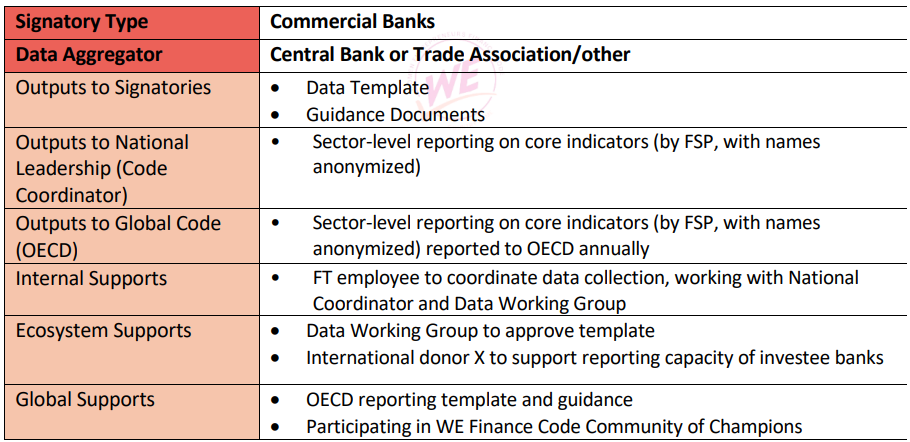 Signatory Type Commercial Banks
Data Aggregator Central Bank or Trade Association/other
Outputs to Signatories • Data Template
• Guidance Documents
Outputs to National • Sector-level reporting on core indicators (by FSP, with names
Leadership (Code anonymized)
Coordinator)
Outputs to Global Code • Sector-level reporting on core indicators (by FSP, with names
(OECD) anonymized) reported to OECD annually
Internal Supports • FT employee to coordinate data collection, working with National
Coordinator and Data Working Group
Ecosystem Supports • Data Working Group to approve template
• International donor X to support reporting capacity of investee banks
Global Supports • OECD reporting template and guidance
• Participating in WE Finance Code Community of Champions
WE